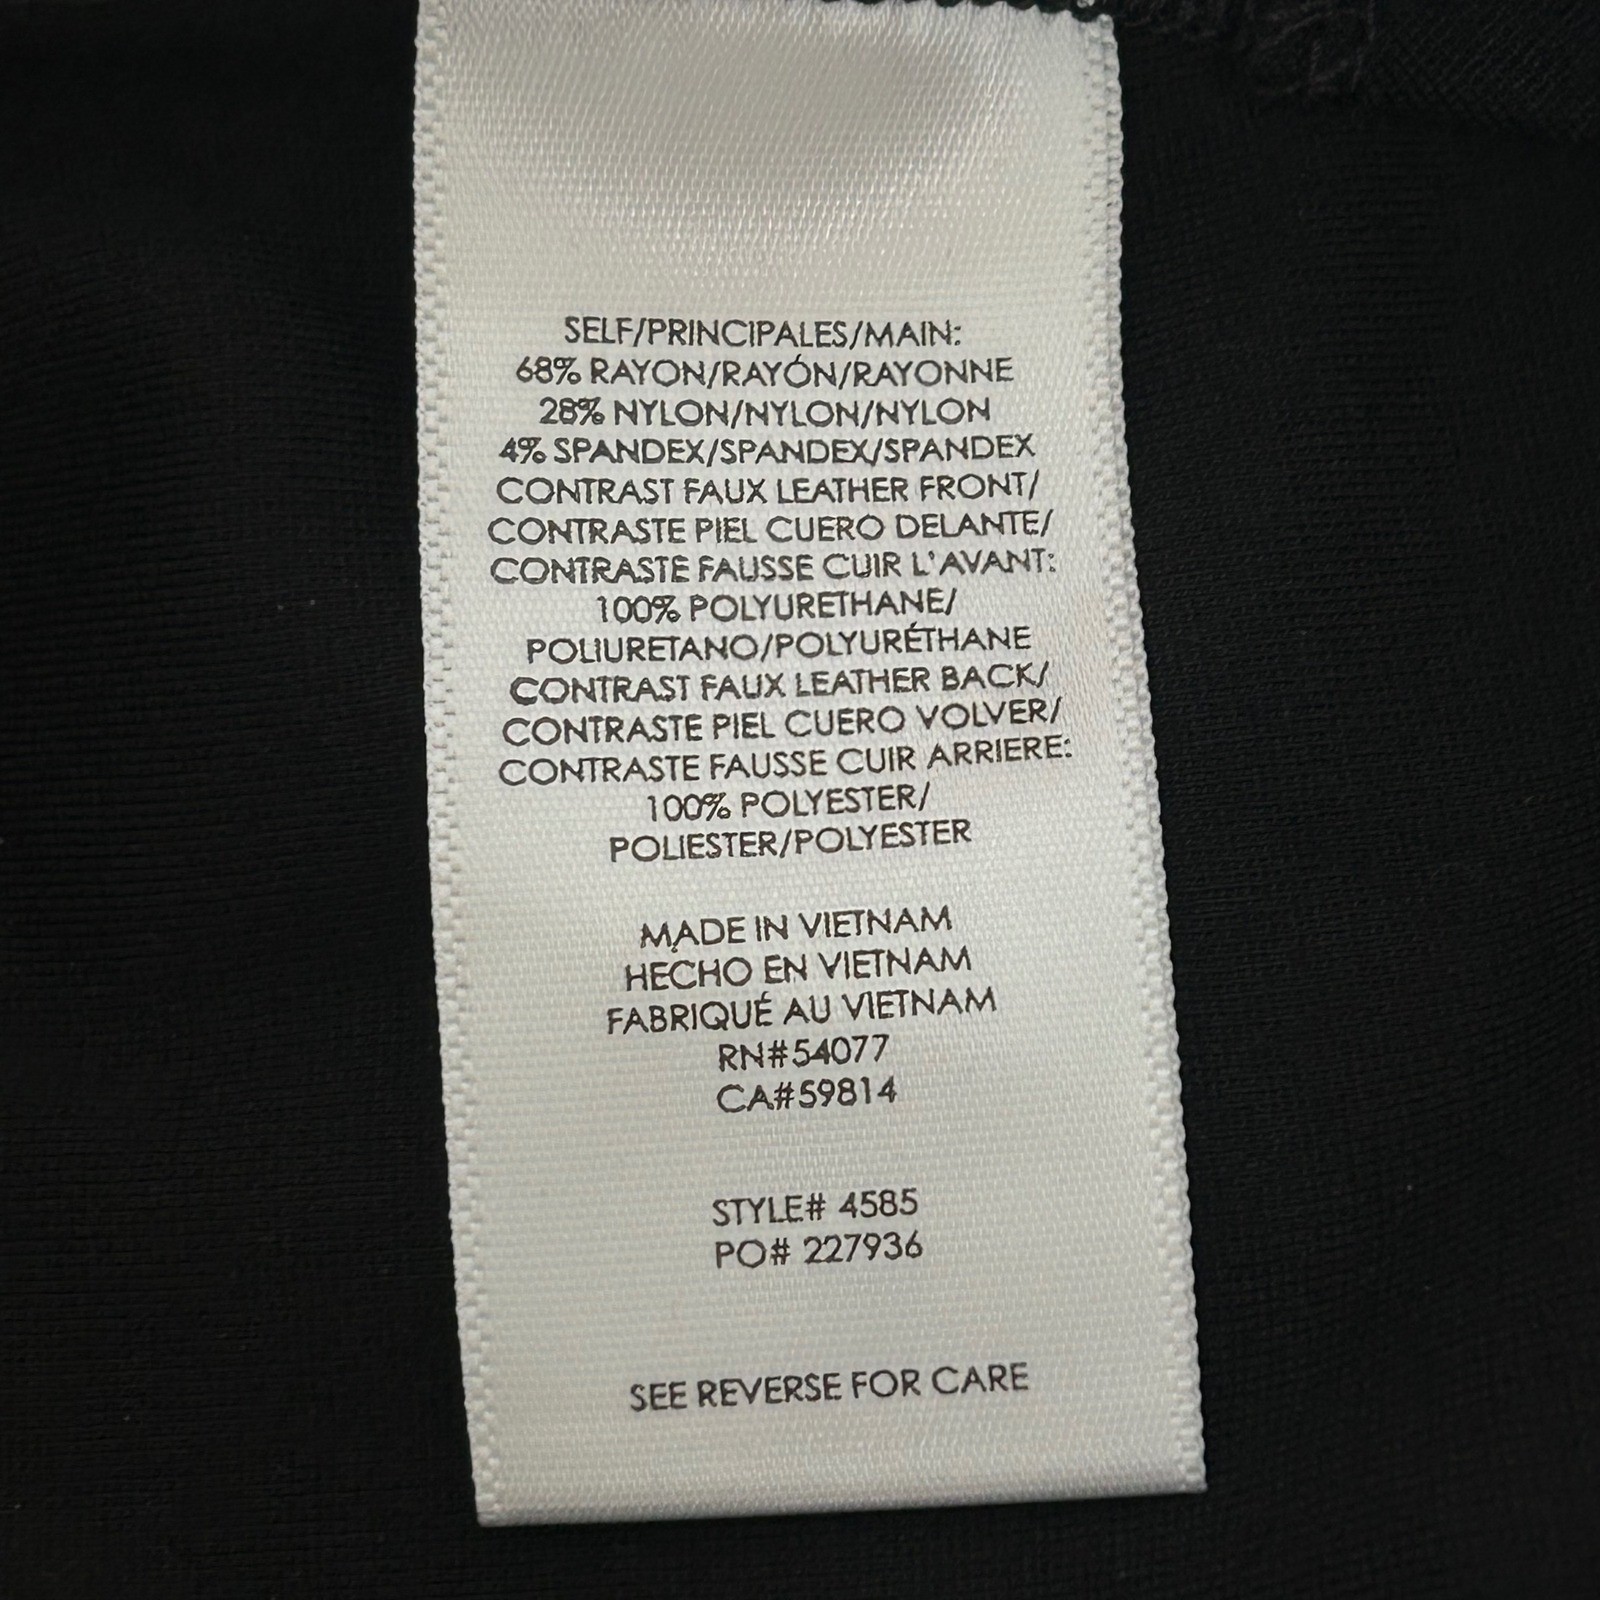 SELF/PRINCIPALES/MAIN:
68% RAYON/RAYÓN/RAYONNE
28% NYLON/NYLON/NYLON
4% SPANDEX/SPANDEX/SPANDEX
CONTRAST FAUX LEATHER FRONT/
CONTRASTE PIEL CUERO DELANTE/
CONTRASTE FAUSSE CUIR L'AVANT:
100% POLYURETHANE/
POLIURETANO/POLYURÉTHANE
CONTRAST FAUX LEATHER BACK/
CONTRASTE PIEL CUERO VOLVER/
CONTRASTE FAUSSE CUIR ARRIERE:
100% POLYESTER/
POLIESTER/POLYESTER
MADE IN VIETNAM
HECHO EN VIETNAM
FABRIQUÉ AU VIETNAM
RN#54077
CA#59814
STYLE# 4585
PO# 227936
SEE REVERSE FOR CARE